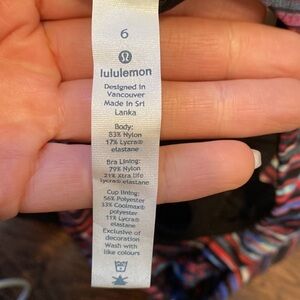 6
lululemon
Designed in
Vancouver
Made in Sri
Lanka
Body:
83% Nylon
17% Lycra®
elastane
Bra Lining:
79% Nylon
21% Xtra life
Lycra® elastane
Cup lining:
56% Polyester
33% Coolmax®
polyester
11% Lycra®
elastane
Exclusive of
decoration
Wash with
like colours